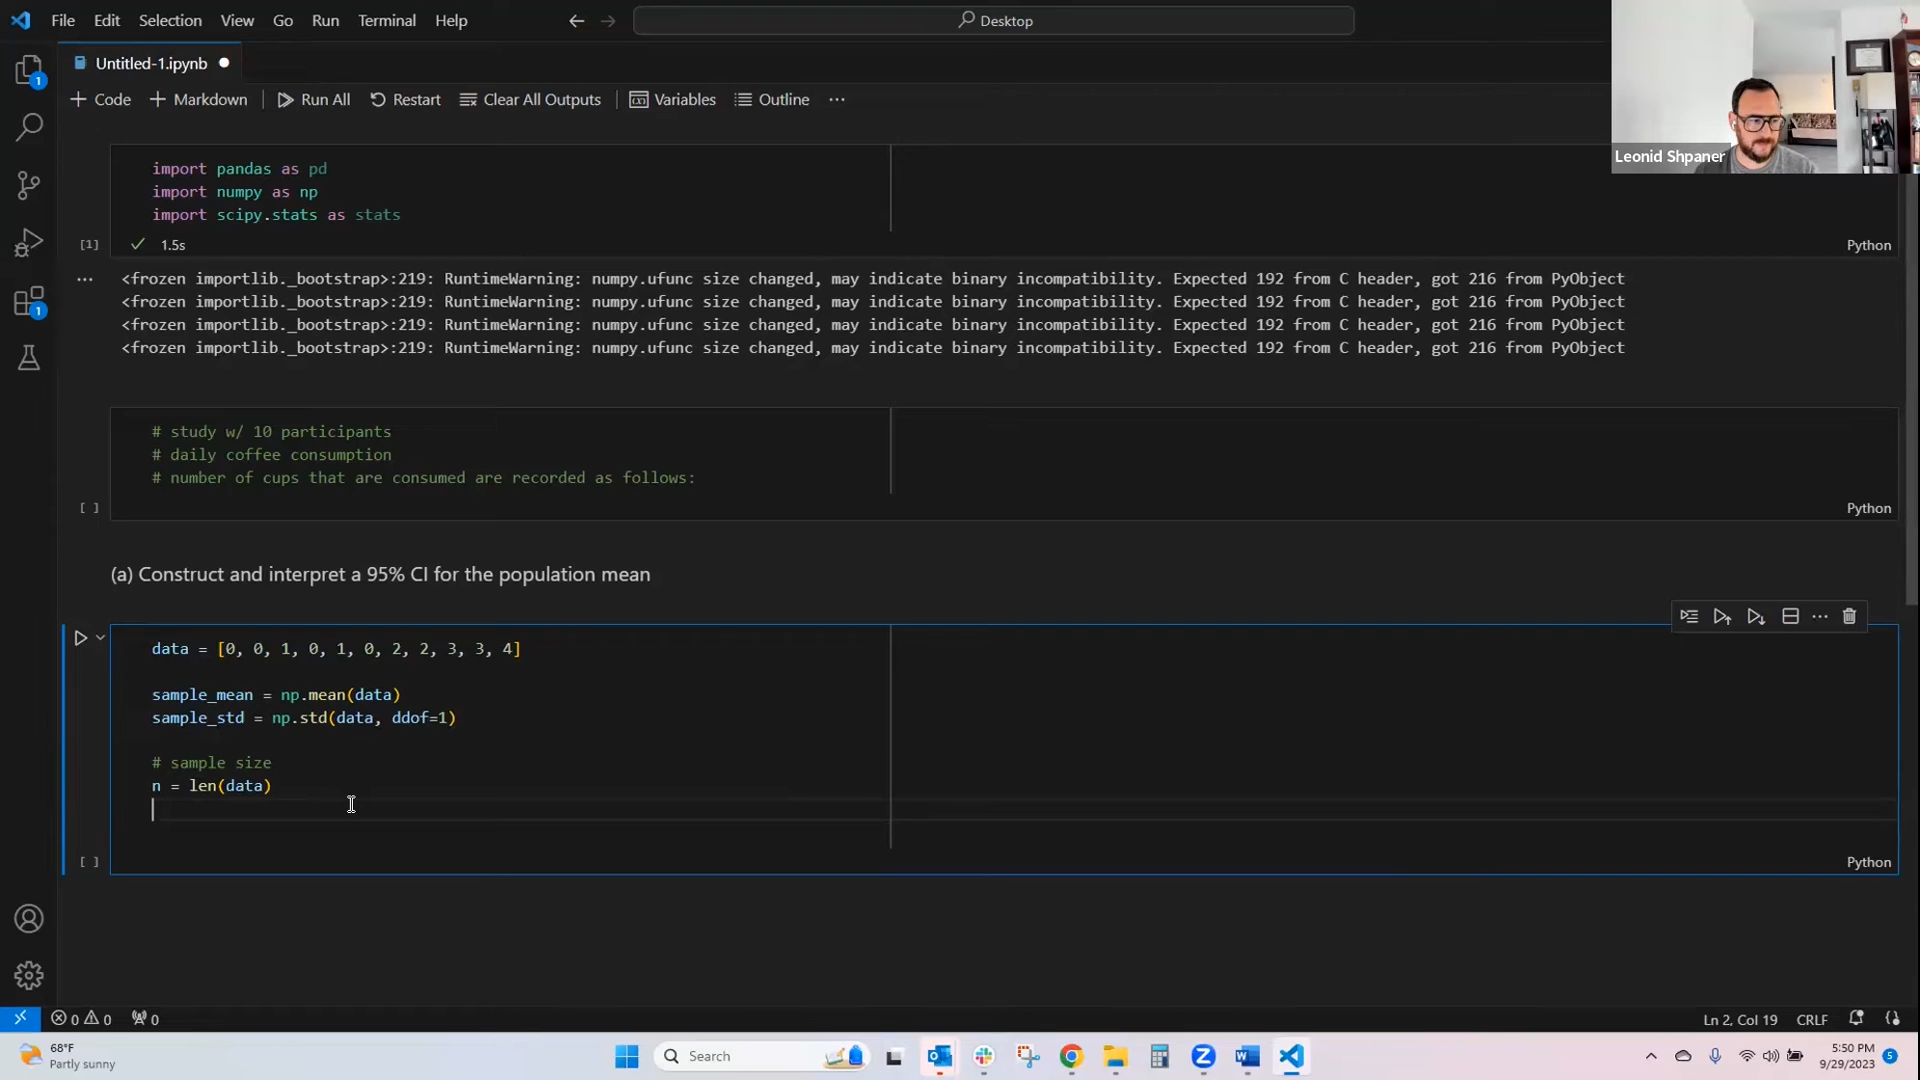 File Edit Selection View Go Run Terminal Help
Desktop
Leonid Shpaner
Untitled-1.ipynb
Code Markdown Run All Restart Clear All Outputs Variables Outline ...
import pandas as pd
import numpy as np
import scipy.stats as stats
[1] 1.5s Python
<frozen importlib._bootstrap>:219: RuntimeWarning: numpy.ufunc size changed, may indicate binary incompatibility. Expected 192 from C header, got 216 from PyObject
<frozen importlib._bootstrap>:219: RuntimeWarning: numpy.ufunc size changed, may indicate binary incompatibility. Expected 192 from C header, got 216 from PyObject
<frozen importlib._bootstrap>:219: RuntimeWarning: numpy.ufunc size changed, may indicate binary incompatibility. Expected 192 from C header, got 216 from PyObject
<frozen importlib._bootstrap>:219: RuntimeWarning: numpy.ufunc size changed, may indicate binary incompatibility. Expected 192 from C header, got 216 from PyObject
# study w/ 10 participants
# daily coffee consumption
# number of cups that are consumed are recorded as follows:
[ ] Python
(a) Construct and interpret a 95% CI for the population mean
data = [0, 0, 1, 0, 1, 0, 2, 2, 3, 3, 4]
sample_mean = np.mean(data)
sample_std = np.std(data, ddof=1)
# sample size
n = len(data)
[ ] Python
0 0 0 Ln 2, Col 19 CRLF
68°F
Partly sunny
Search
5:50 PM
9/29/2023
1
1
5